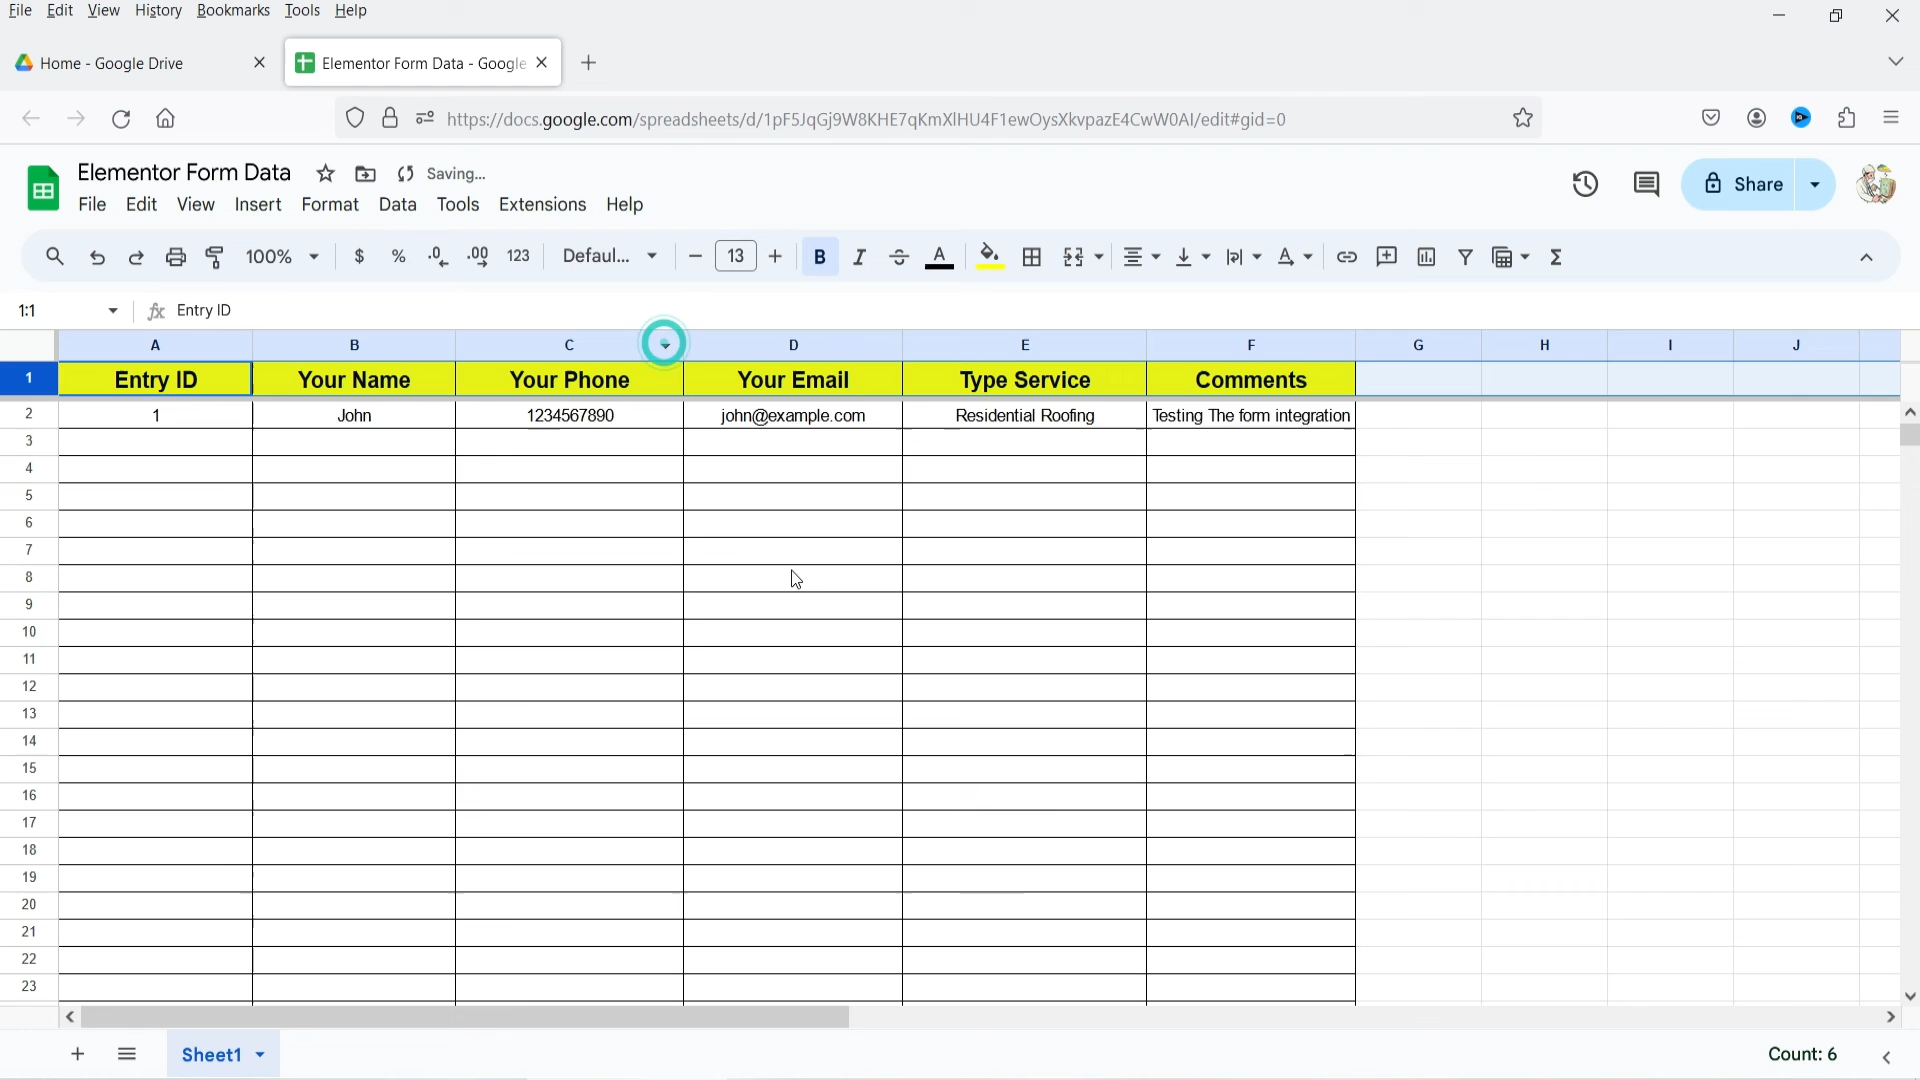 File Edit View History Bookmarks Tools Help
Home - Google Drive
Elementor Form Data - Google
https://docs.google.com/spreadsheets/d/1pF5JqGj9W8KHE7qKmXlHU4F1ewOysXkvpazE4CwW0AI/edit#gid=0
Elementor Form Data Saving...
File Edit View Insert Format Data Tools Extensions Help
Share
100% $ % .0 .00 123 Defaul... 13 B I A
1:1 fx Entry ID
A B C D E F G H I J
1 Entry ID Your Name Your Phone Your Email Type Service Comments
2 1 John 1234567890 john@example.com Residential Roofing Testing The form integration
3
4
5
6
7
8
9
10
11
12
13
14
15
16
17
18
19
20
21
22
23
Sheet1 Count: 6